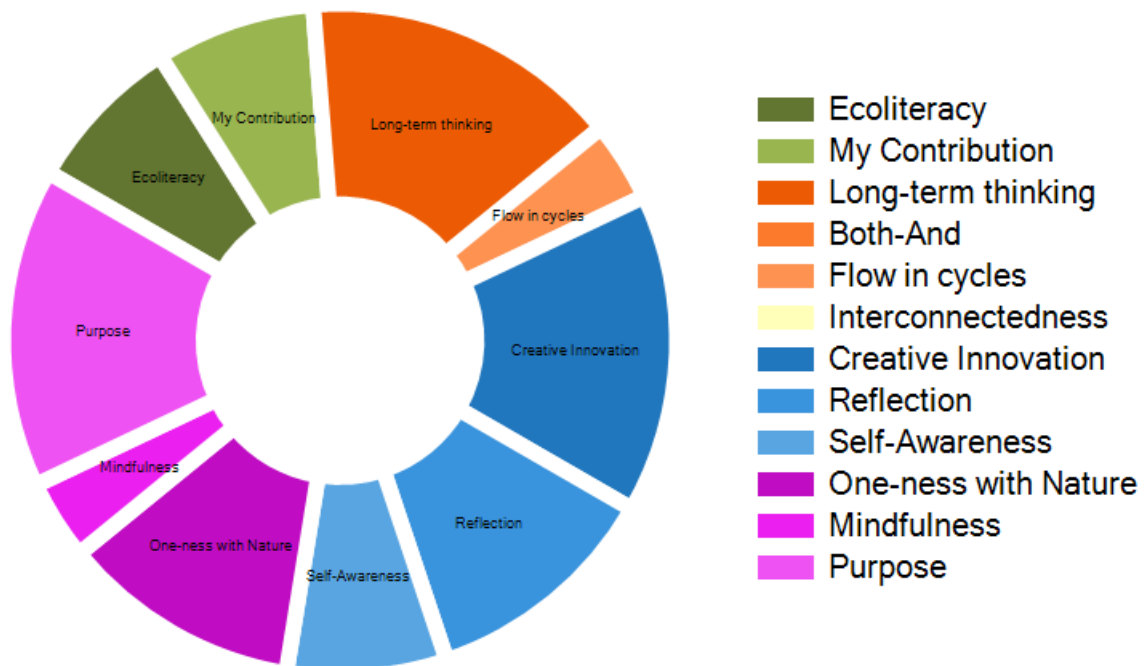 My Contribution
Long-term thinking
Ecoliteracy
Flow in cycles
Purpose
Creative Innovation
Mindfulness
Reflection
One-ness with Nature
Self-Awareness
Ecoliteracy
My Contribution
Long-term thinking
Both-And
Flow in cycles
Interconnectedness
Creative Innovation
Reflection
Self-Awareness
One-ness with Nature
Mindfulness
Purpose